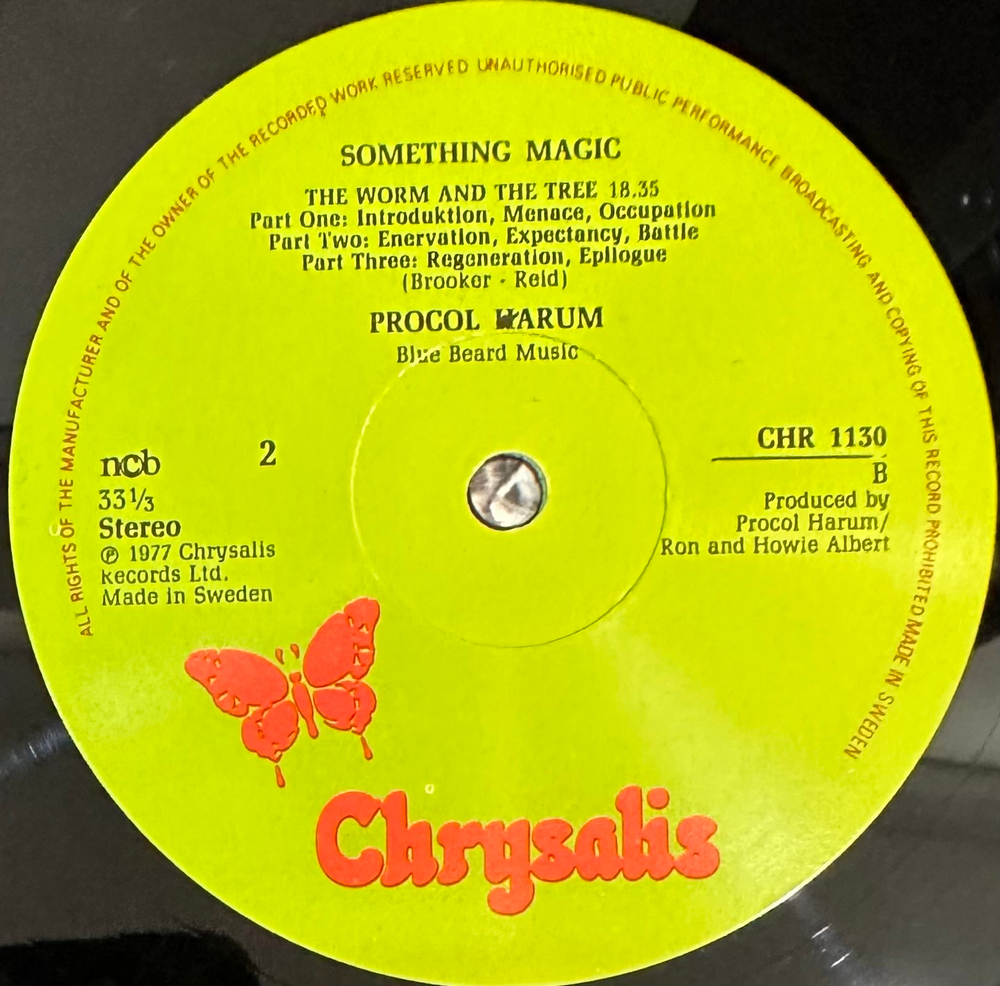 ALL RIGHTS OF THE MANUFACTURER AND OF THE OWNER OF THE RECORDED WORK RESERVED UNAUTHORISED PUBLIC PERFORMANCE BROADCASTING AND COPYING OF THIS RECORD PROHIBITED MADE IN SWEDEN
SOMETHING MAGIC
THE WORM AND THE TREE 18.35
Part One: Introduktion, Menace, Occupation
Part Two: Enervation, Expectancy, Battle
Part Three: Regeneration, Epilogue
(Brooker - Reid)
PROCOL HARUM
Blue Beard Music
ncb 2
33⅓
Stereo
℗ 1977 Chrysalis
Records Ltd.
Made in Sweden
CHR 1130
B
Produced by
Procol Harum/
Ron and Howie Albert
Chrysalis